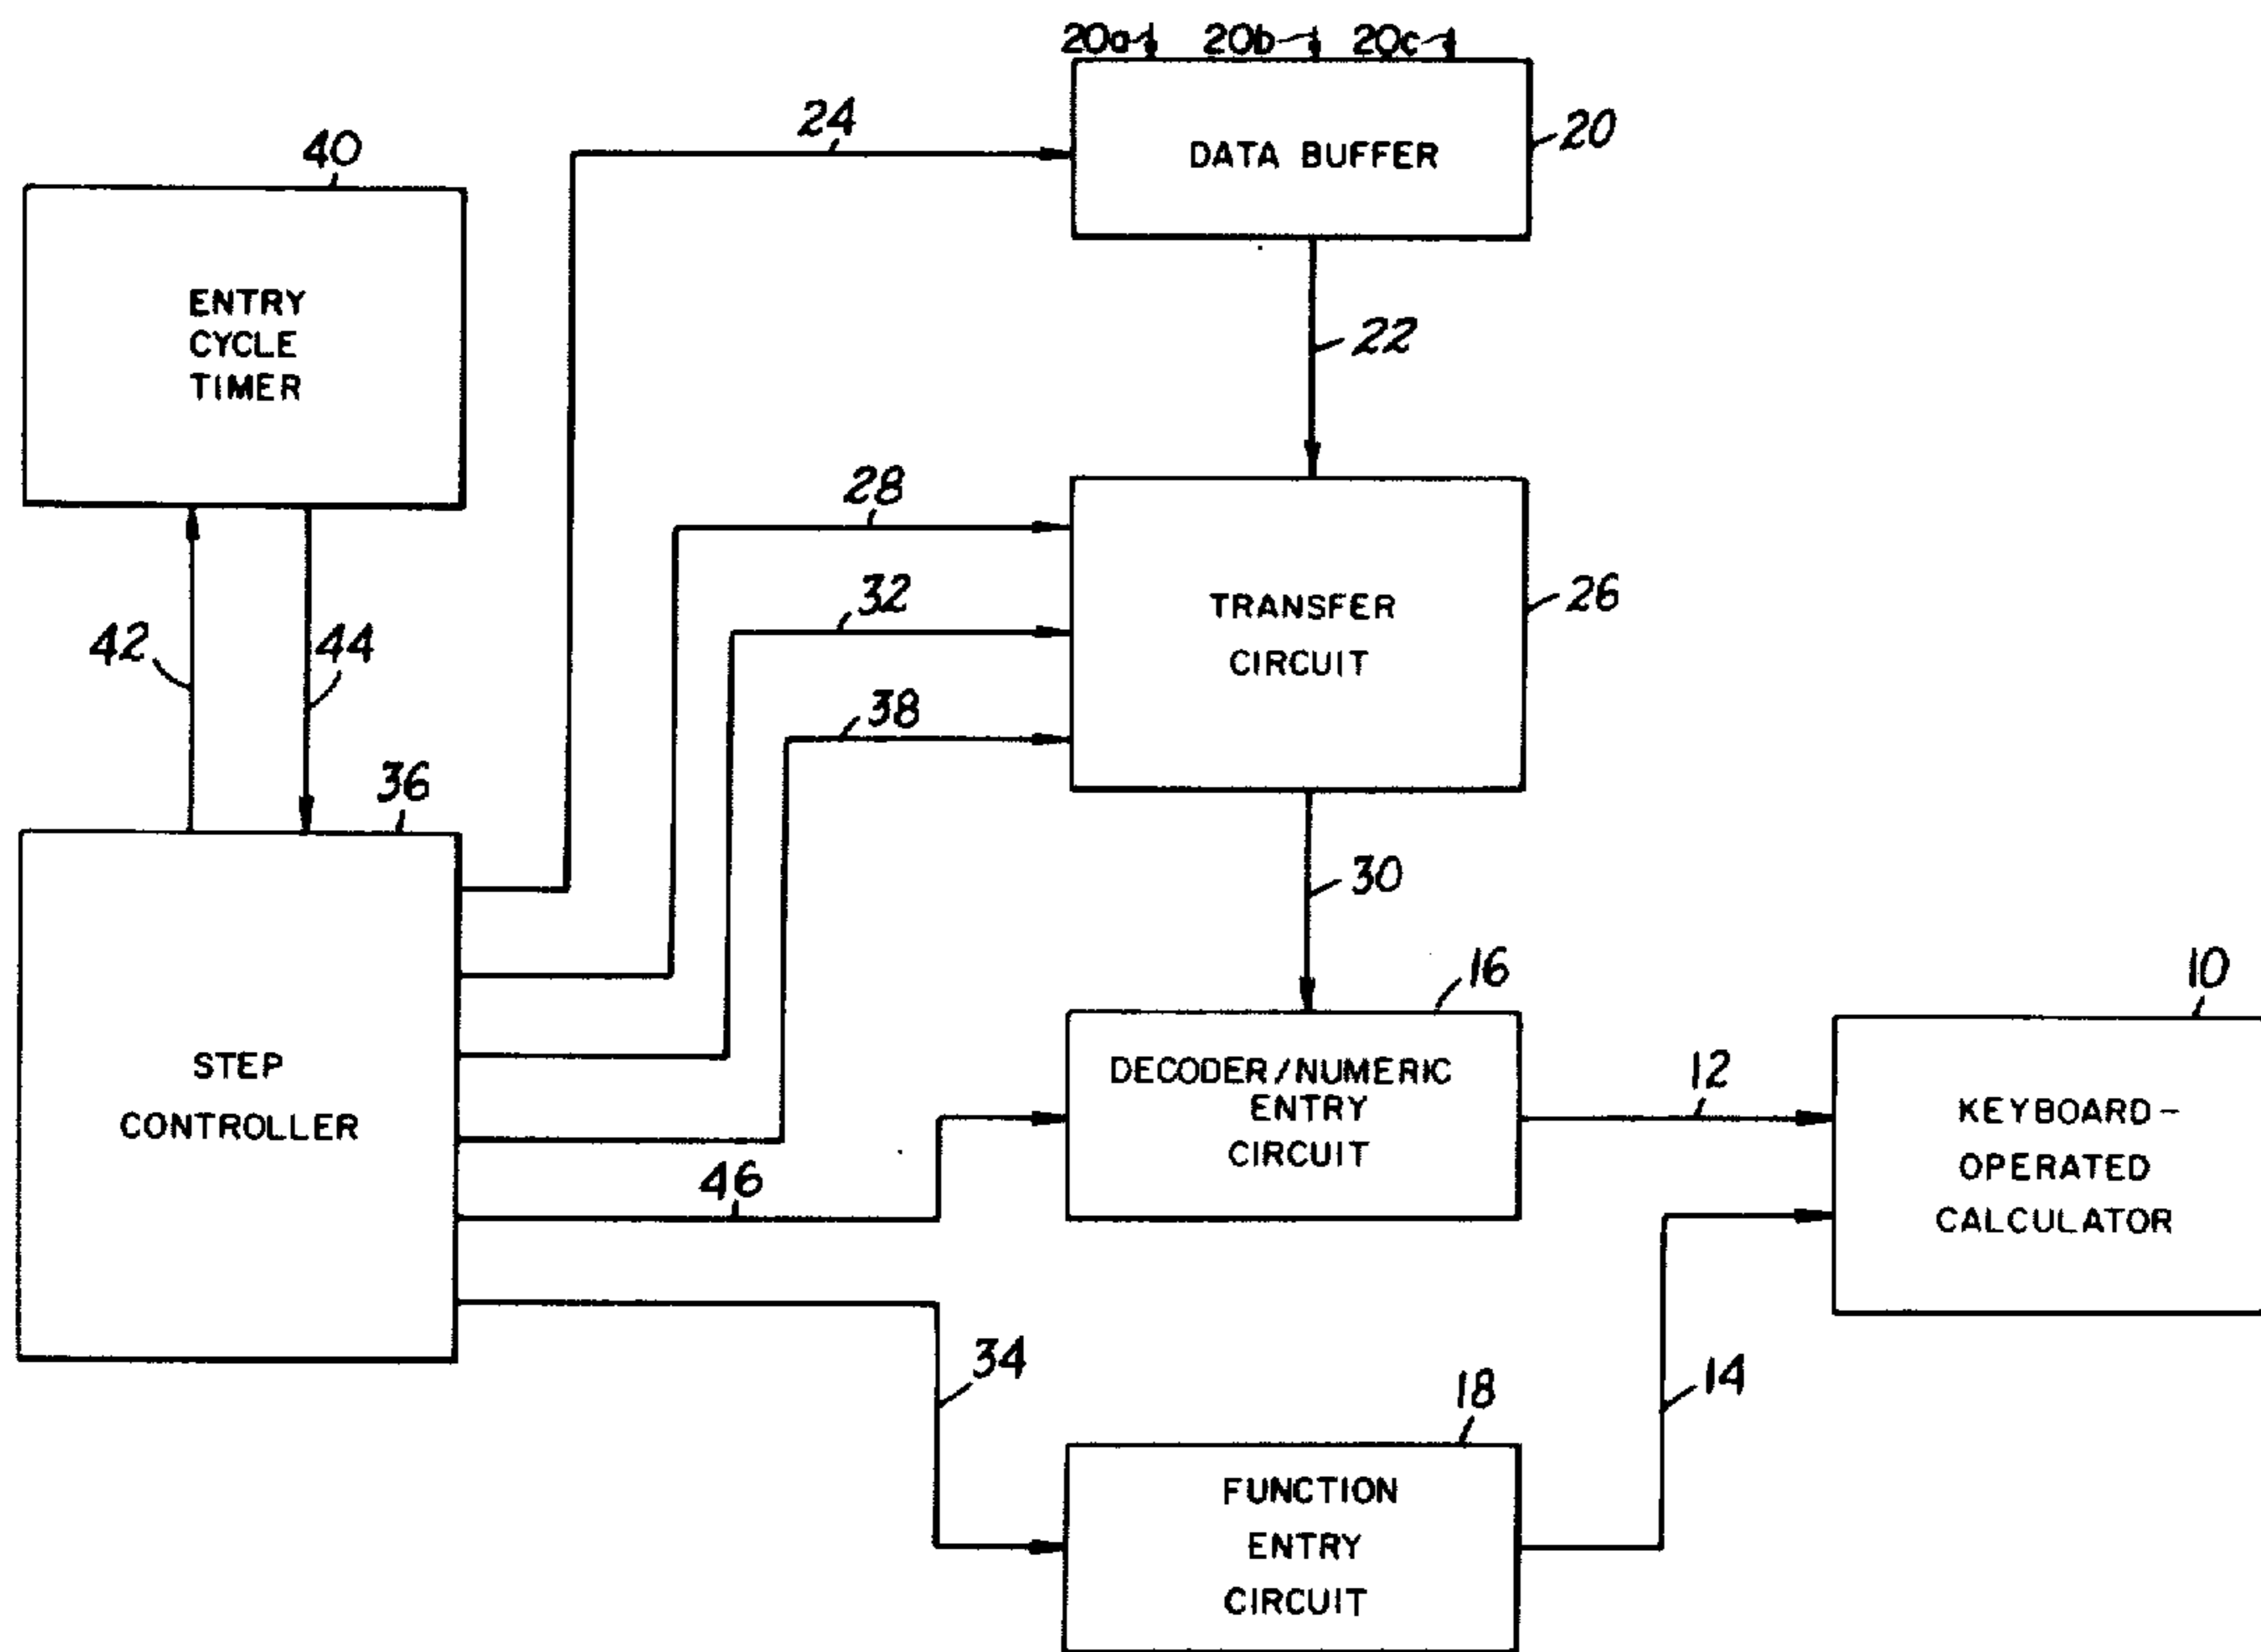 20a 20b 20c
24
DATA BUFFER
20
40
ENTRY
CYCLE
TIMER
22
28
32
TRANSFER
CIRCUIT
26
42
44
38
36
30
16
10
STEP
CONTROLLER
DECODER/NUMERIC
ENTRY
CIRCUIT
12
KEYBOARD-
OPERATED
CALCULATOR
46
34
18
14
FUNCTION
ENTRY
CIRCUIT